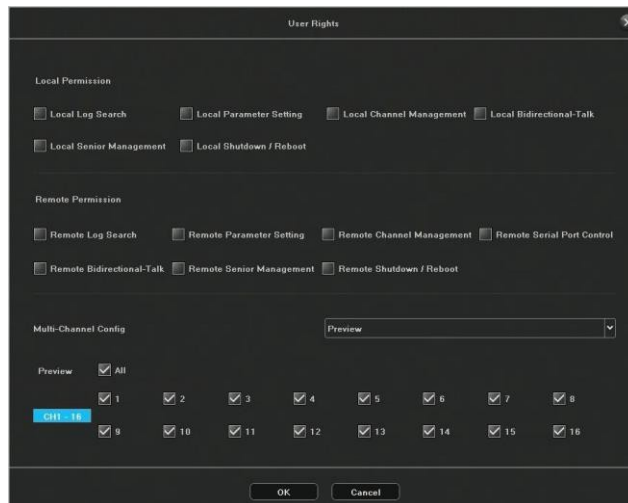 User Rights
Local Permission
Local Log Search Local Parameter Setting Local Channel Management Local Bidirectional-Talk
Local Senior Management Local Shutdown / Reboot
Remote Permission
Remote Log Search Remote Parameter Setting Remote Channel Management Remote Serial Port Control
Remote Bidirectional-Talk Remote Senior Management Remote Shutdown / Reboot
Multi-Channel Config Preview
Preview All
1 2 3 4 5 6 7 8
CH1 - 16
9 10 11 12 13 14 15 16
OK Cancel